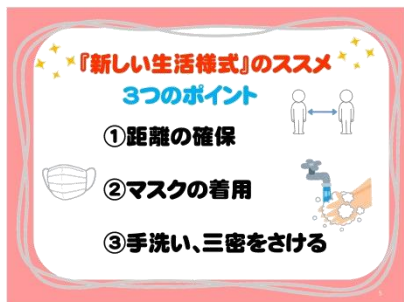 『新しい生活様式』のススメ
3つのポイント
①距離の確保
②マスクの着用
③手洗い、三密をさける